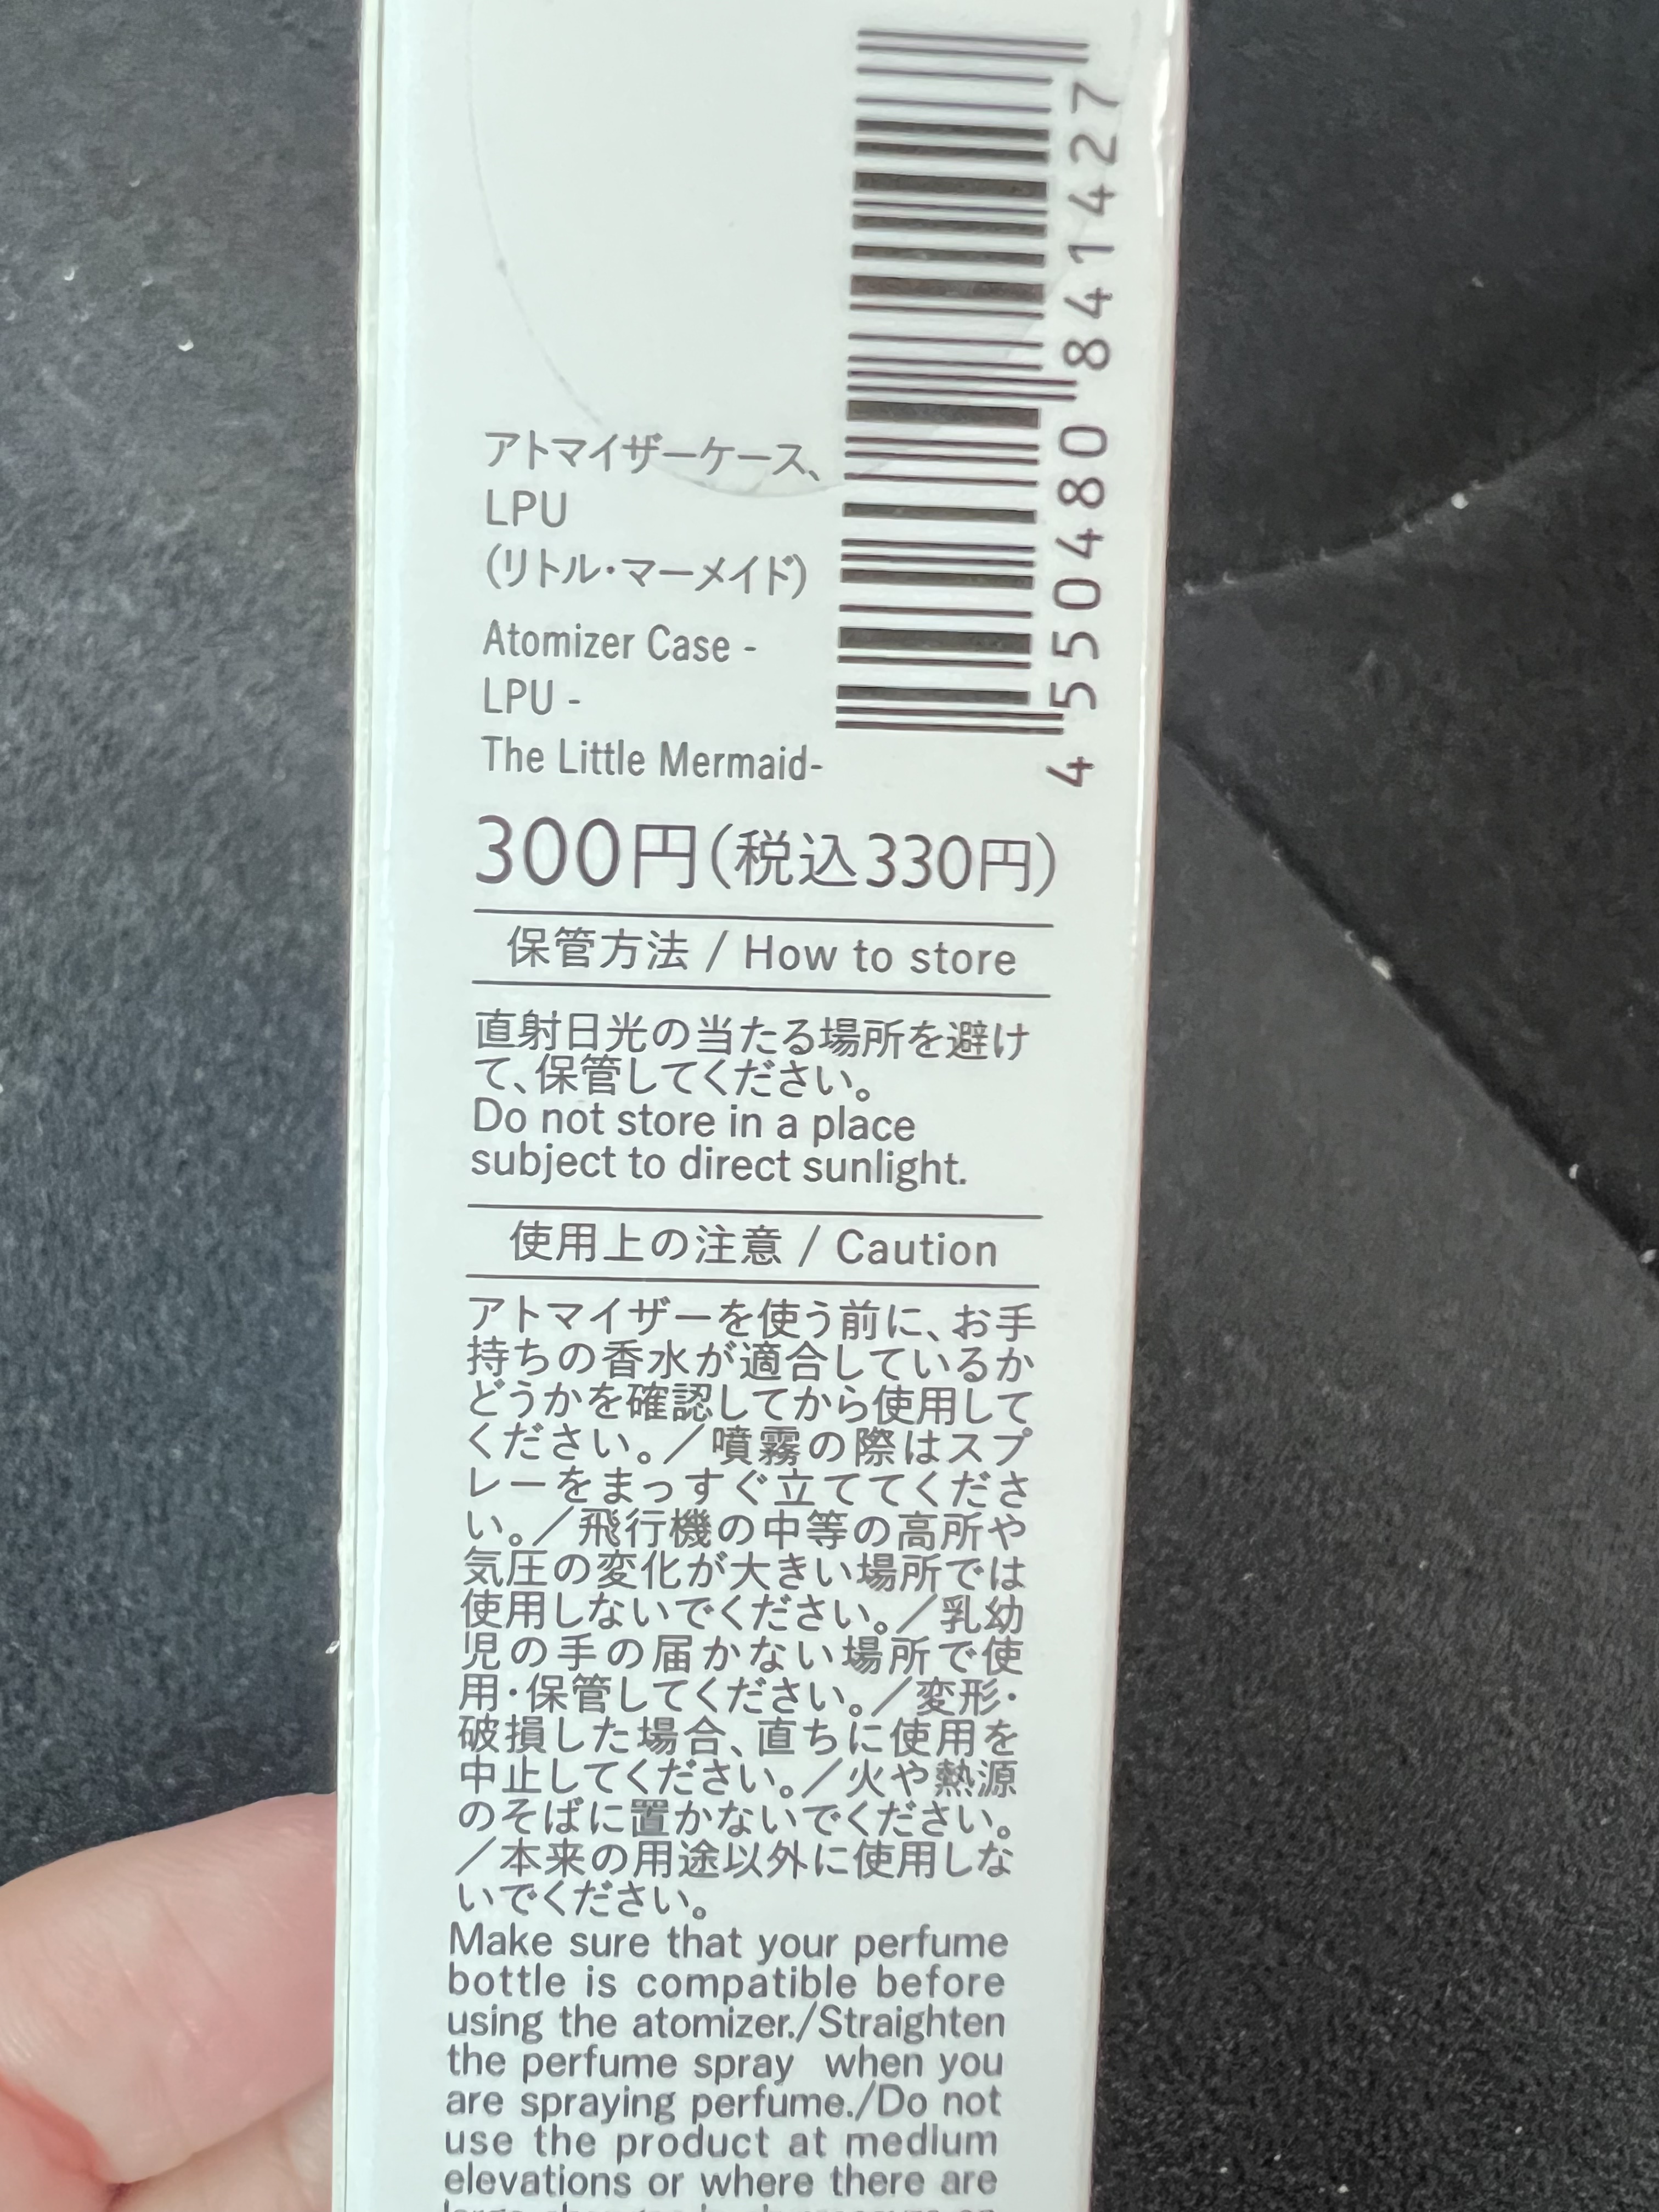 4 550480 841427
アトマイザーケース、
LPU
(リトル・マーメイド)
Atomizer Case -
LPU -
The Little Mermaid-
300円(税込330円)
保管方法 / How to store
直射日光の当たる場所を避け
て、保管してください。
Do not store in a place
subject to direct sunlight.
使用上の注意 / Caution
アトマイザーを使う前に、お手
持ちの香水が適合しているか
どうかを確認してから使用して
ください。／噴霧の際はスプ
レーをまっすぐ立ててくださ
い。／飛行機の中等の高所や
気圧の変化が大きい場所では
使用しないでください。／乳幼
児の手の届かない場所で使
用・保管してください。／変形・
破損した場合、直ちに使用を
中止してください。／火や熱源
のそばに置かないでください。
／本来の用途以外に使用しな
いでください。
Make sure that your perfume
bottle is compatible before
using the atomizer./Straighten
the perfume spray when you
are spraying perfume./Do not
use the product at medium
elevations or where there are